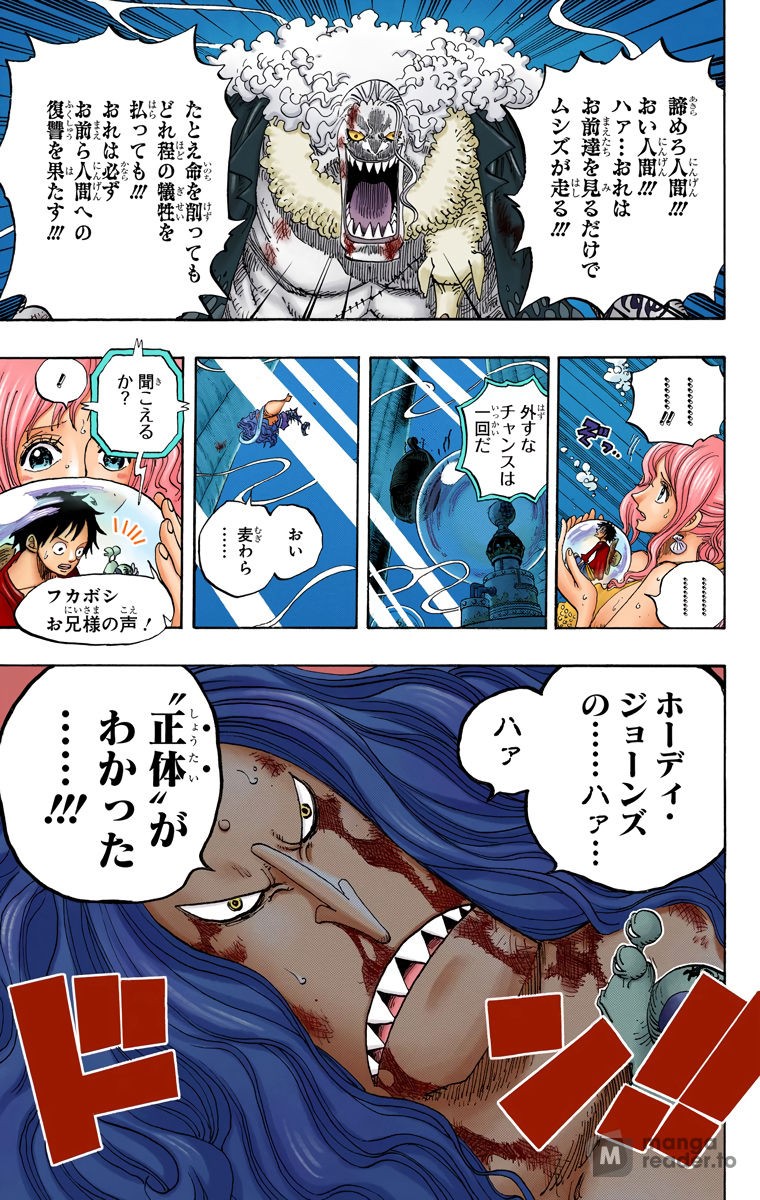 諦めろ人間!!!
おい人間!!!
ハァ…おれは
お前達を見るだけで
ムシズが走る!!!
たとえ命を削っても
どれ程の犠牲を
払っても!!!
おれは必ず
お前ら人間への
復讐を果たす!!!
…………
…………!!
ぞっ…
…………
…………
外すな
チャンスは
一回だ
おい
麦わら
……
聞こえる
か?
!
フカボシ
お兄様の声!
ホーディ・
ジョーンズ
の……ハァ…
ハァ
〝正体〟が
わかった
……!!!
ドン!!
manga
reader.to